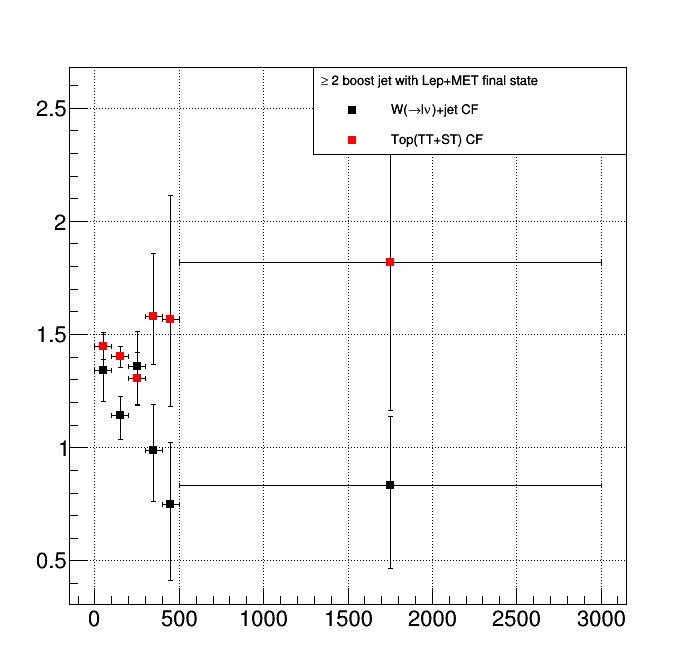 ≥ 2 boost jet with Lep+MET final state
W(→lν)+jet CF
Top(TT+ST) CF
2.5
2
1.5
1
0.5
0 500 1000 1500 2000 2500 3000